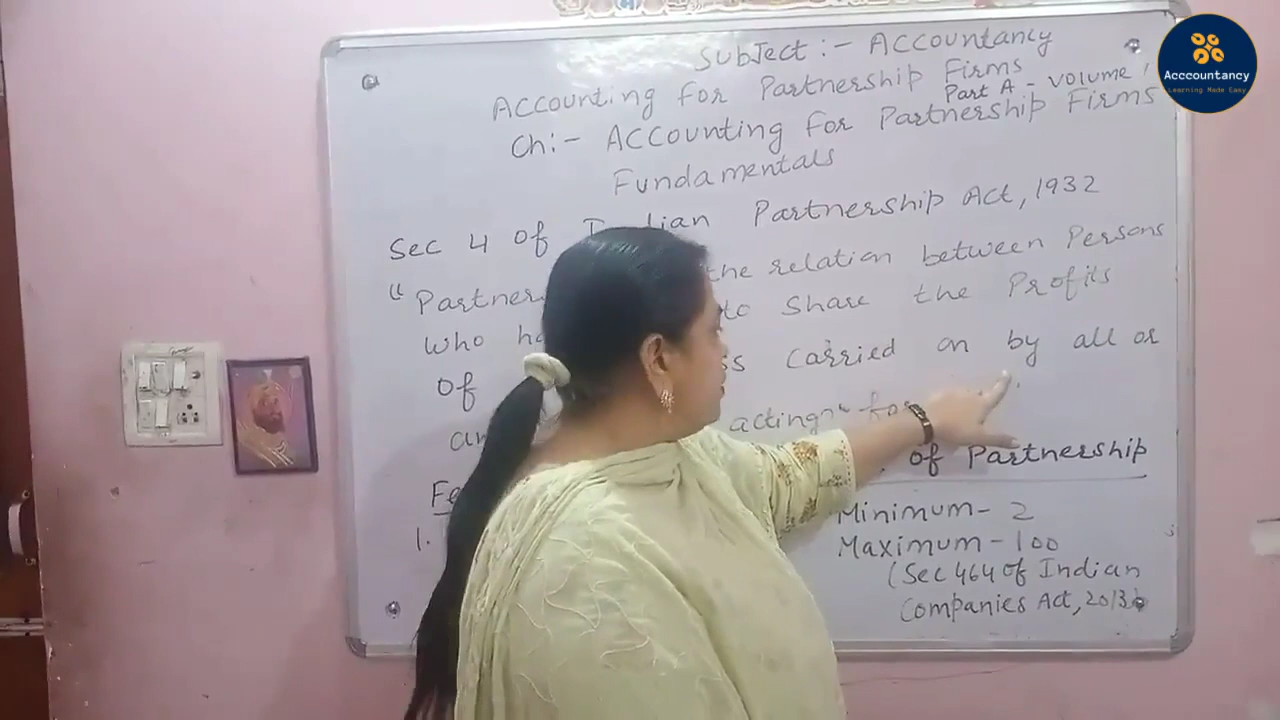 Subject :- Accountancy
Accounting for Partnership Firms
Part A - Volume 1
Ch:- Accounting for Partnership Firms
Fundamentals
Sec 4 of Indian Partnership Act, 1932
"Partner the relation between Persons
who ha to share the Profits
of s carried on by all or
an acting for
of Partnership
Fe
1. Minimum- 2
Maximum - 100
(Sec 464 of Indian
Companies Act, 2013)
Acccountancy
Learning Made Easy